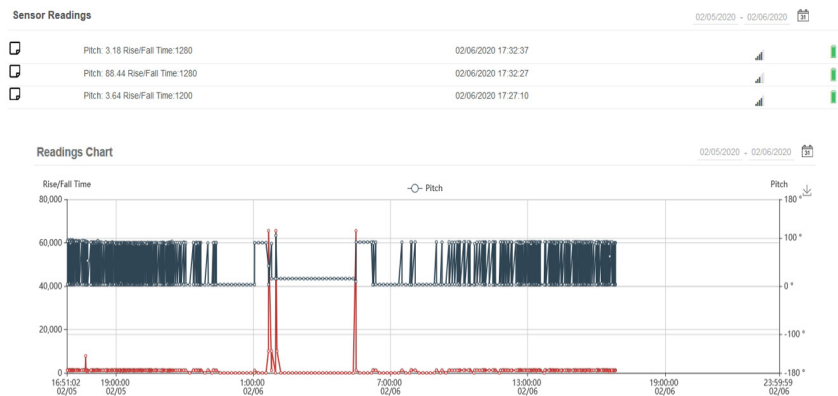 Sensor Readings 02/05/2020 - 02/06/2020 31
Pitch: 3.18 Rise/Fall Time:1280 02/06/2020 17:32:37
Pitch: 88.44 Rise/Fall Time:1280 02/06/2020 17:32:27
Pitch: 3.64 Rise/Fall Time:1200 02/06/2020 17:27:10
Readings Chart 02/05/2020 - 02/06/2020 31
Rise/Fall Time Pitch Pitch
80,000 180 °
100 °
60,000
40,000 0 °
20,000
-100 °
0 -180 °
16:51:02 19:00:00 1:00:00 7:00:00 13:00:00 19:00:00 23:59:59
02/05 02/05 02/06 02/06 02/06 02/06 02/06